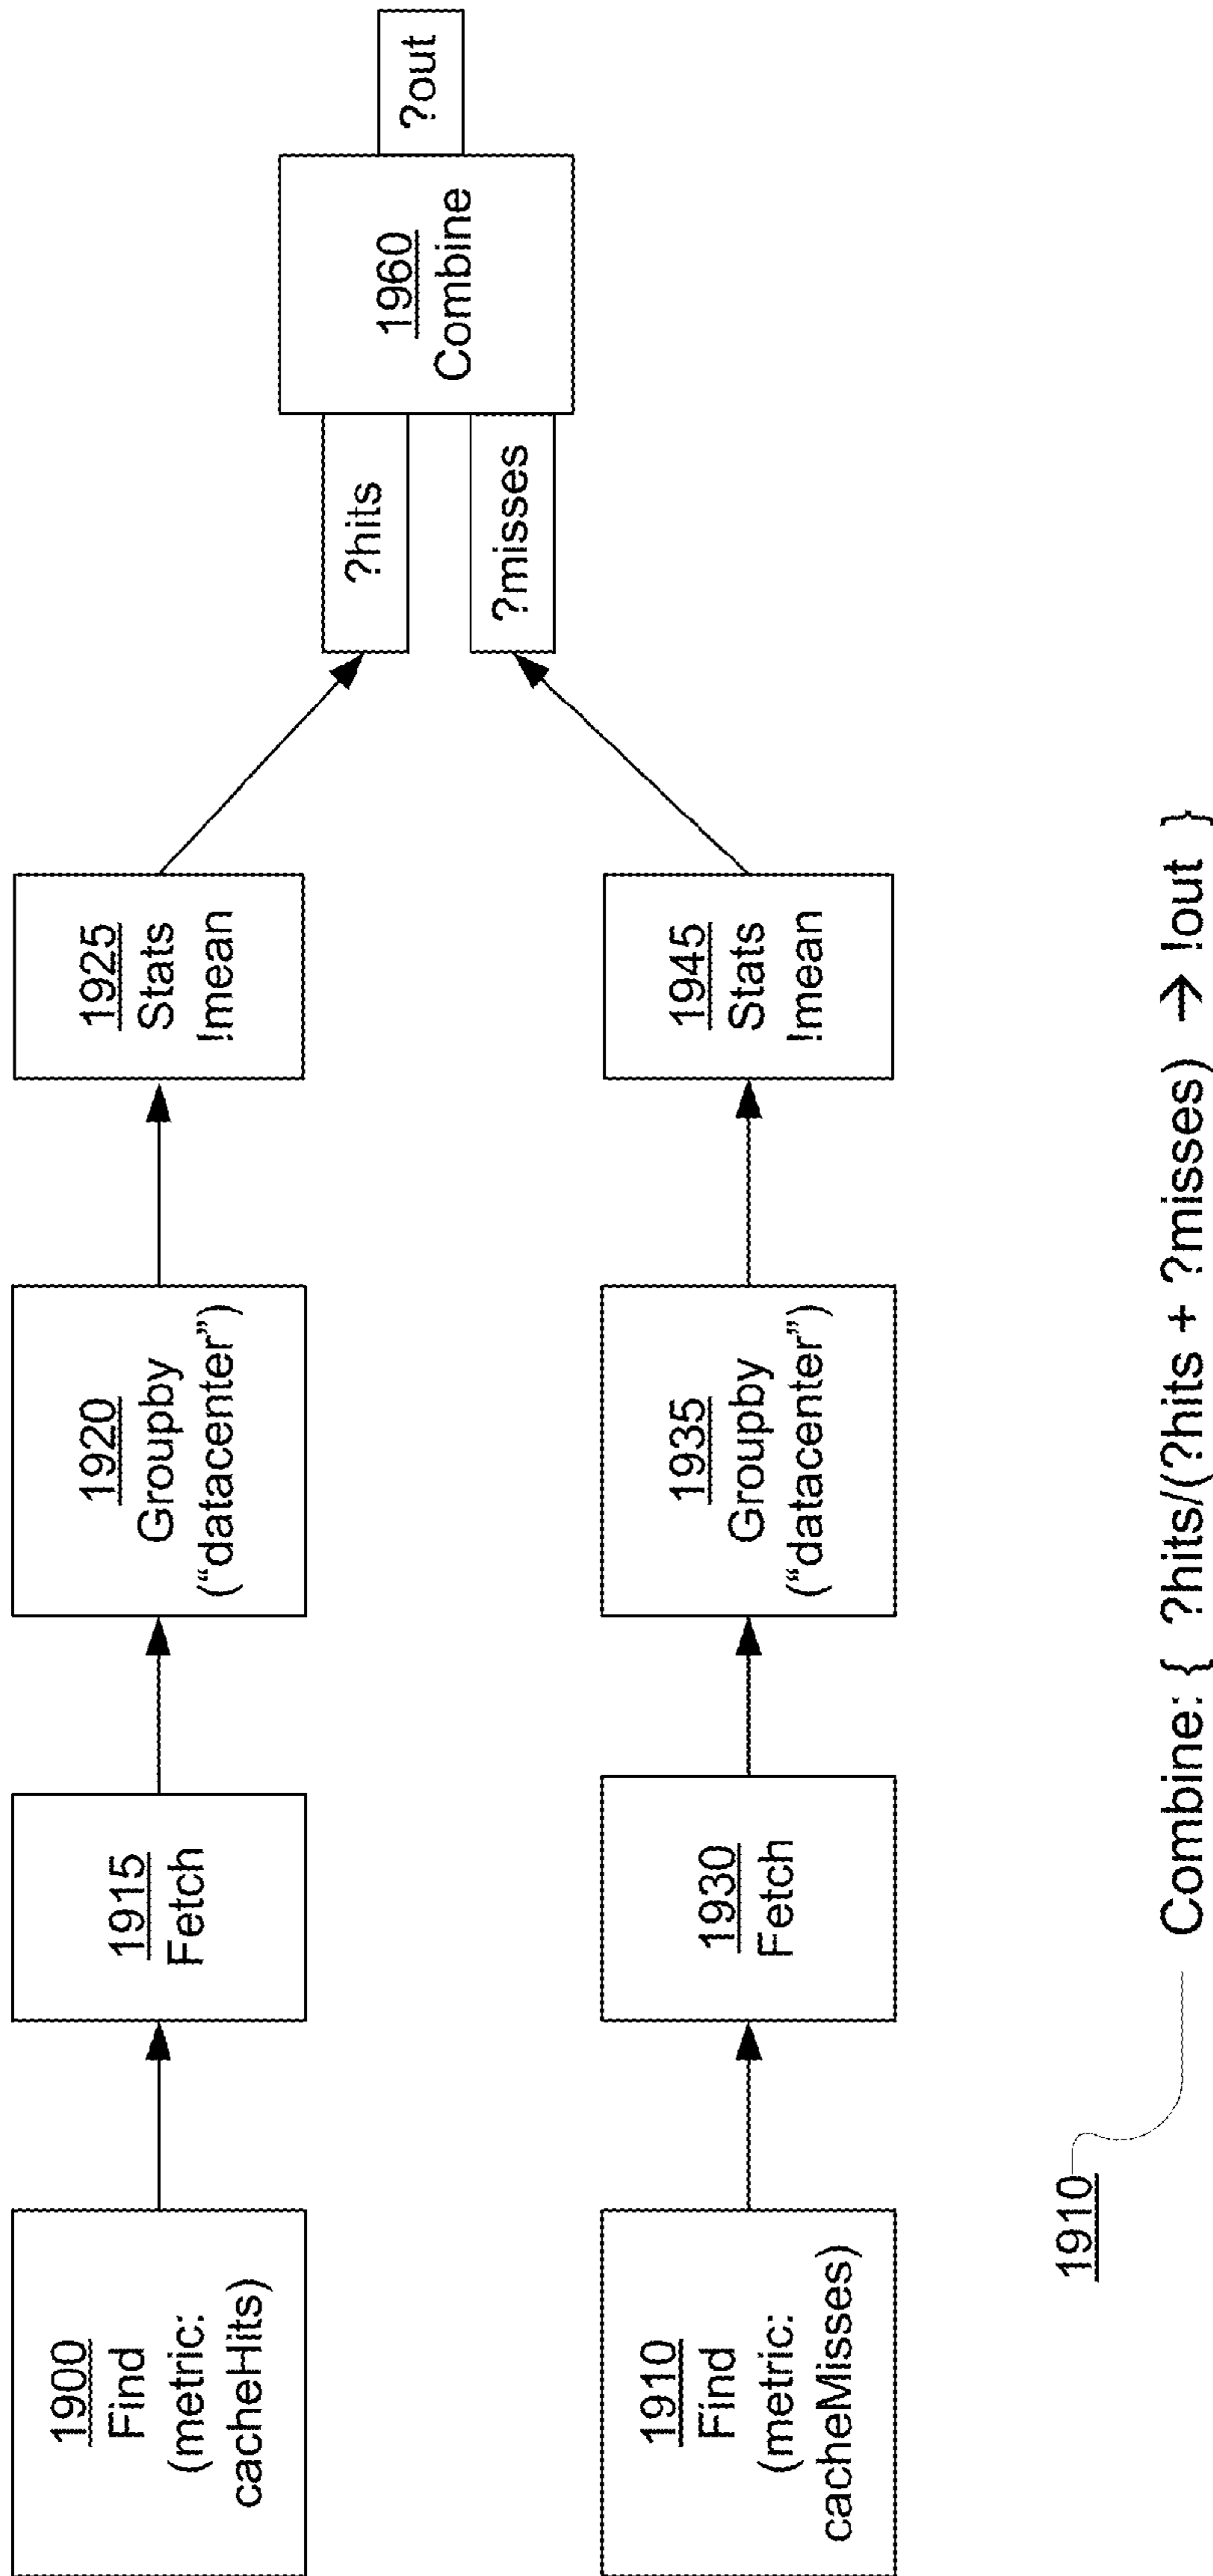 1900
Find
(metric:
cacheHits)
1915
Fetch
1920
Groupby
(“datacenter”)
1925
Stats
!mean
?hits
?misses
1960
Combine
?out
1910
Find
(metric:
cacheMisses)
1930
Fetch
1935
Groupby
(“datacenter”)
1945
Stats
!mean
1910
Combine: { ?hits/(?hits + ?misses) → !out }